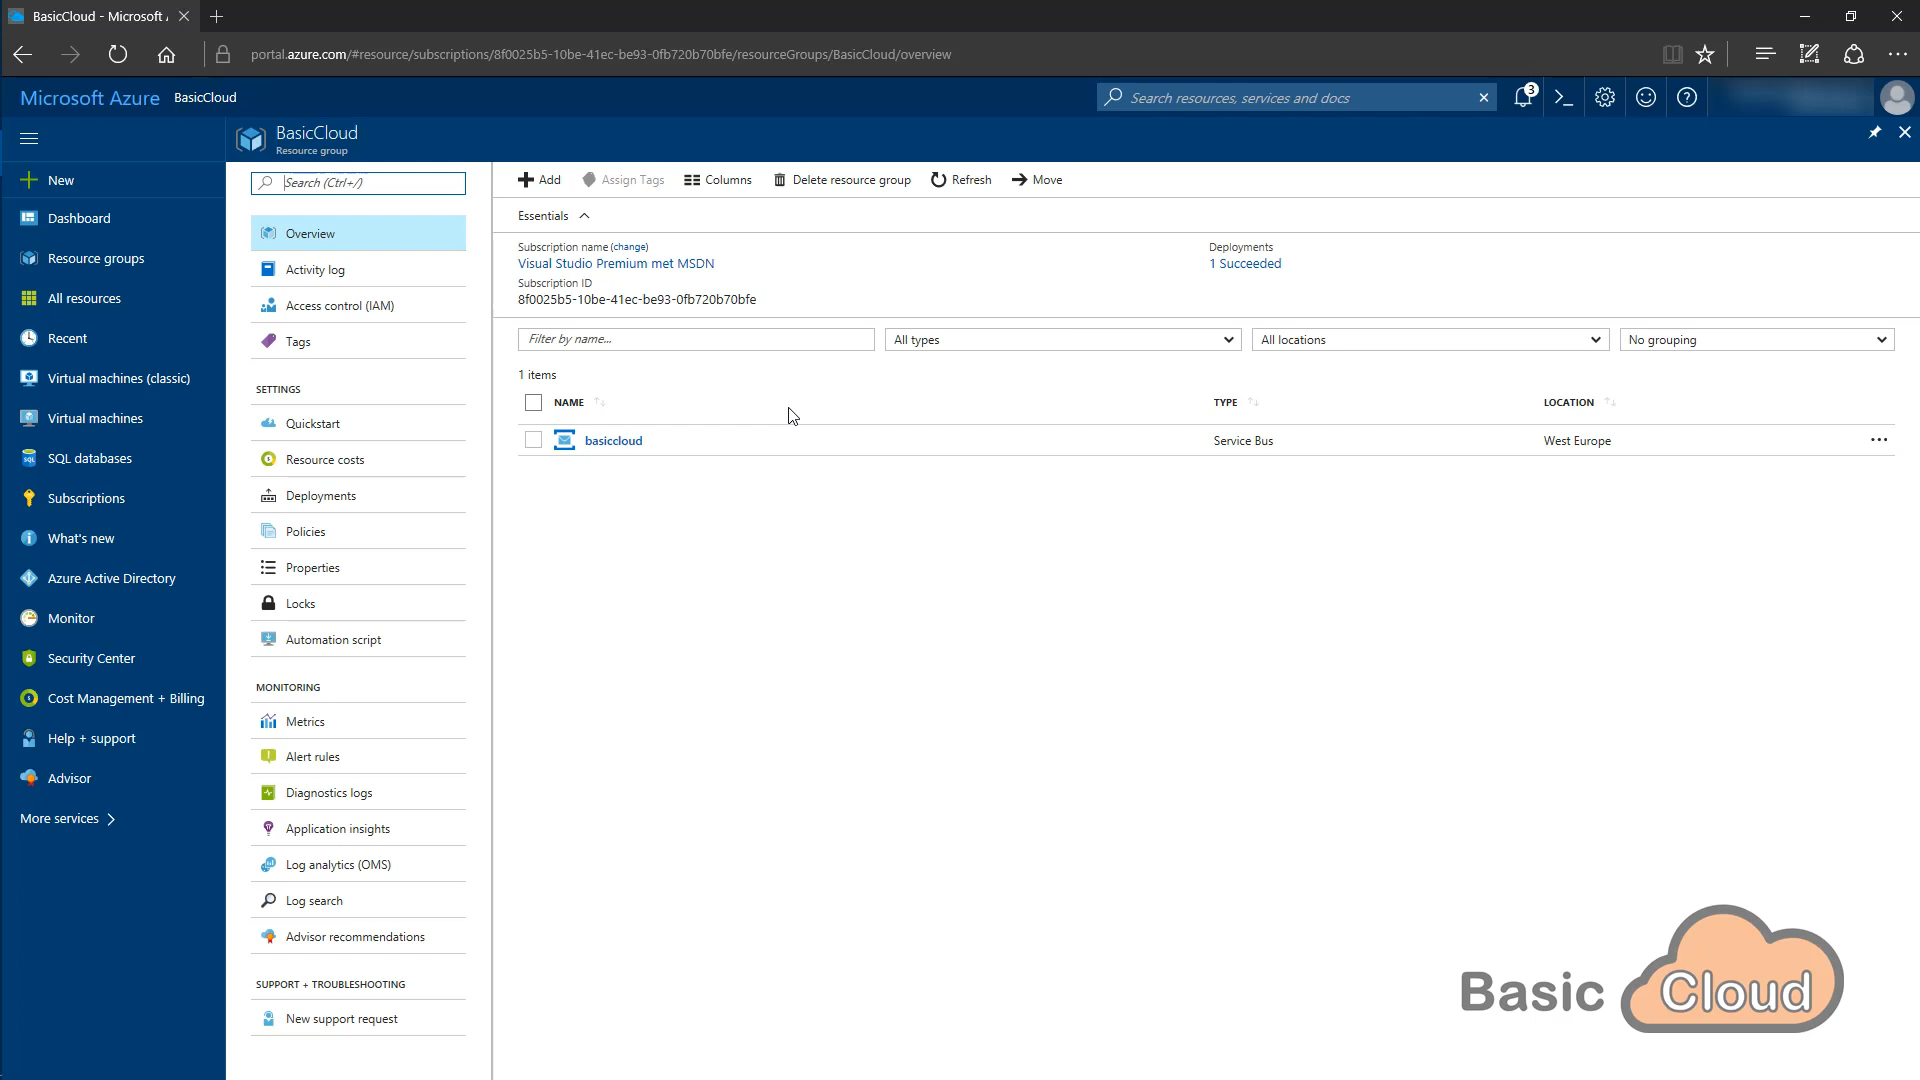 BasicCloud - Microsoft A
portal.azure.com/#resource/subscriptions/8f0025b5-10be-41ec-be93-0fb720b70bfe/resourceGroups/BasicCloud/overview
Microsoft Azure BasicCloud
Search resources, services and docs
3
BasicCloud
Resource group
New
Dashboard
Resource groups
All resources
Recent
Virtual machines (classic)
Virtual machines
SQL databases
Subscriptions
What's new
Azure Active Directory
Monitor
Security Center
Cost Management + Billing
Help + support
Advisor
More services
Search (Ctrl+/)
Overview
Activity log
Access control (IAM)
Tags
SETTINGS
Quickstart
Resource costs
Deployments
Policies
Properties
Locks
Automation script
MONITORING
Metrics
Alert rules
Diagnostics logs
Application insights
Log analytics (OMS)
Log search
Advisor recommendations
SUPPORT + TROUBLESHOOTING
New support request
Add Assign Tags Columns Delete resource group Refresh Move
Essentials
Subscription name (change)
Visual Studio Premium met MSDN
Subscription ID
8f0025b5-10be-41ec-be93-0fb720b70bfe
Deployments
1 Succeeded
Filter by name... All types All locations No grouping
1 items
NAME TYPE LOCATION
basiccloud Service Bus West Europe
Basic Cloud